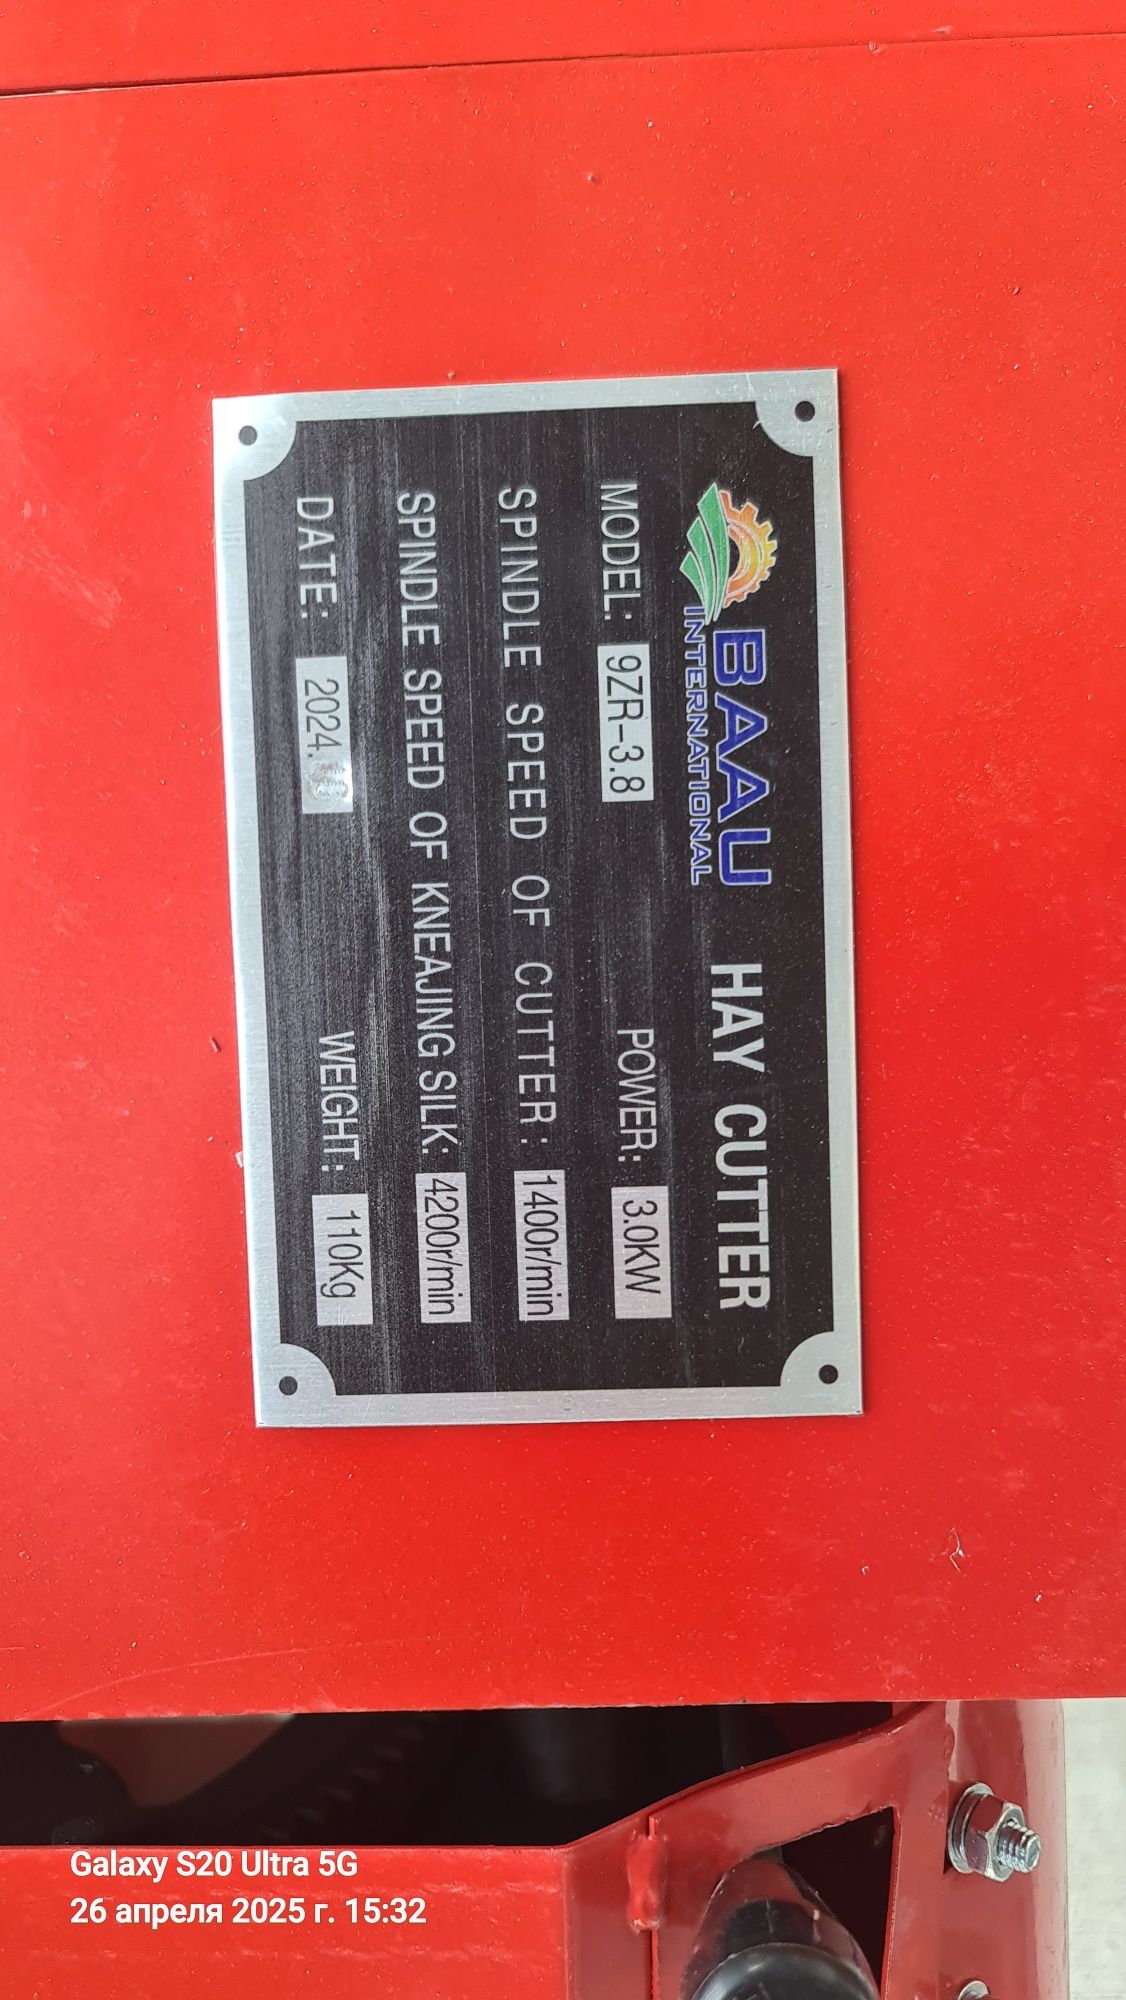 BAAU HAY CUTTER
INTERNATIONAL
MODEL: 9ZR-3.8 POWER: 3.0KW
SPINDLE SPEED OF CUTTER: 1400r/min
SPINDLE SPEED OF KNEAJING SILK: 4200r/min
DATE: 2024. WEIGHT: 110Kg
Galaxy S20 Ultra 5G
26 апреля 2025 г. 15:32